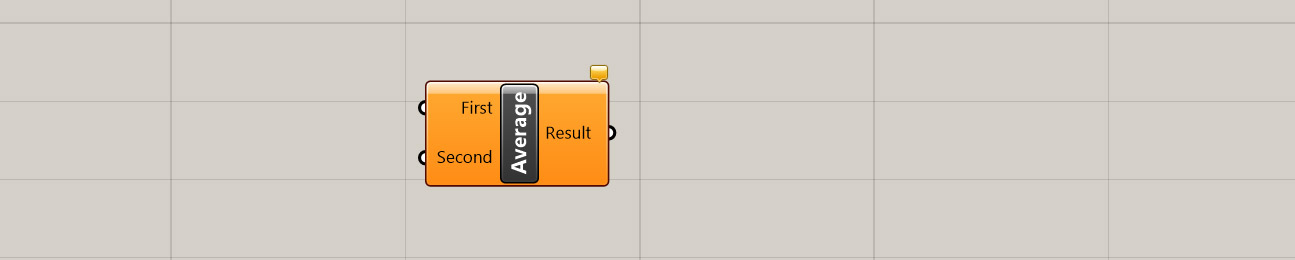 First
Second
Average
Result